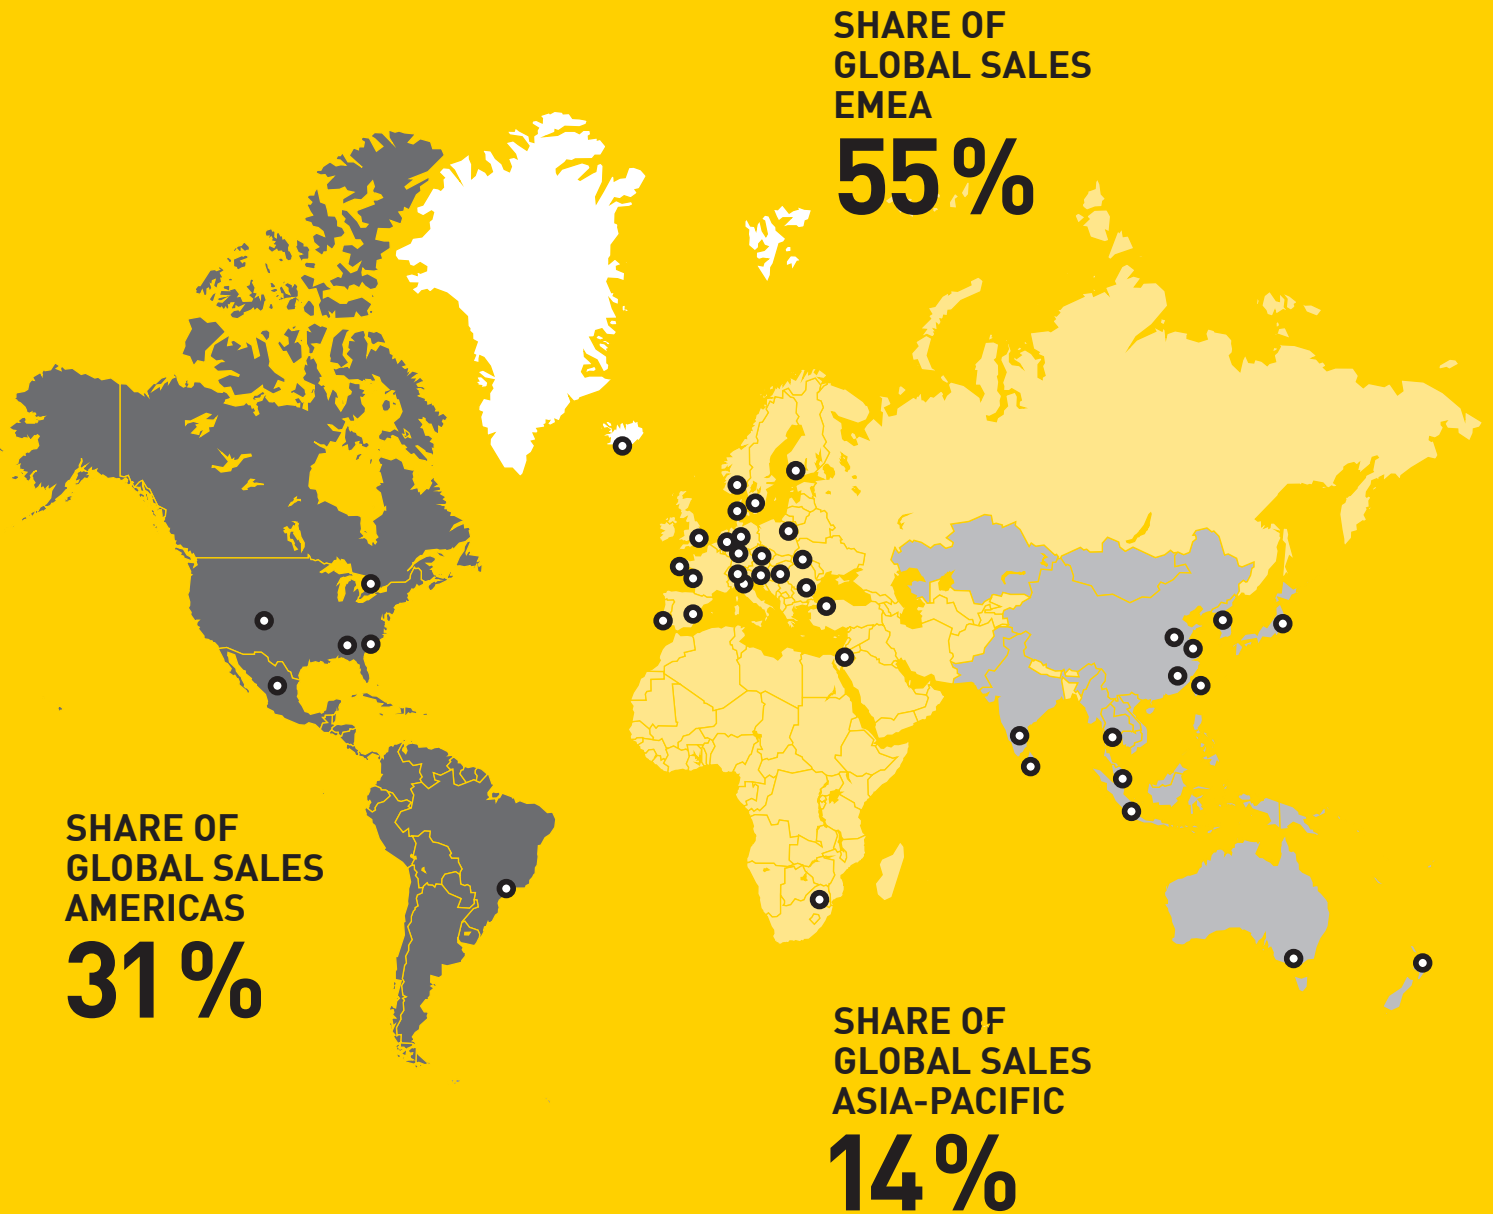 SHARE OF
GLOBAL SALES
EMEA
55 %
SHARE OF
GLOBAL SALES
AMERICAS
31 %
SHARE OF
GLOBAL SALES
ASIA-PACIFIC
14 %